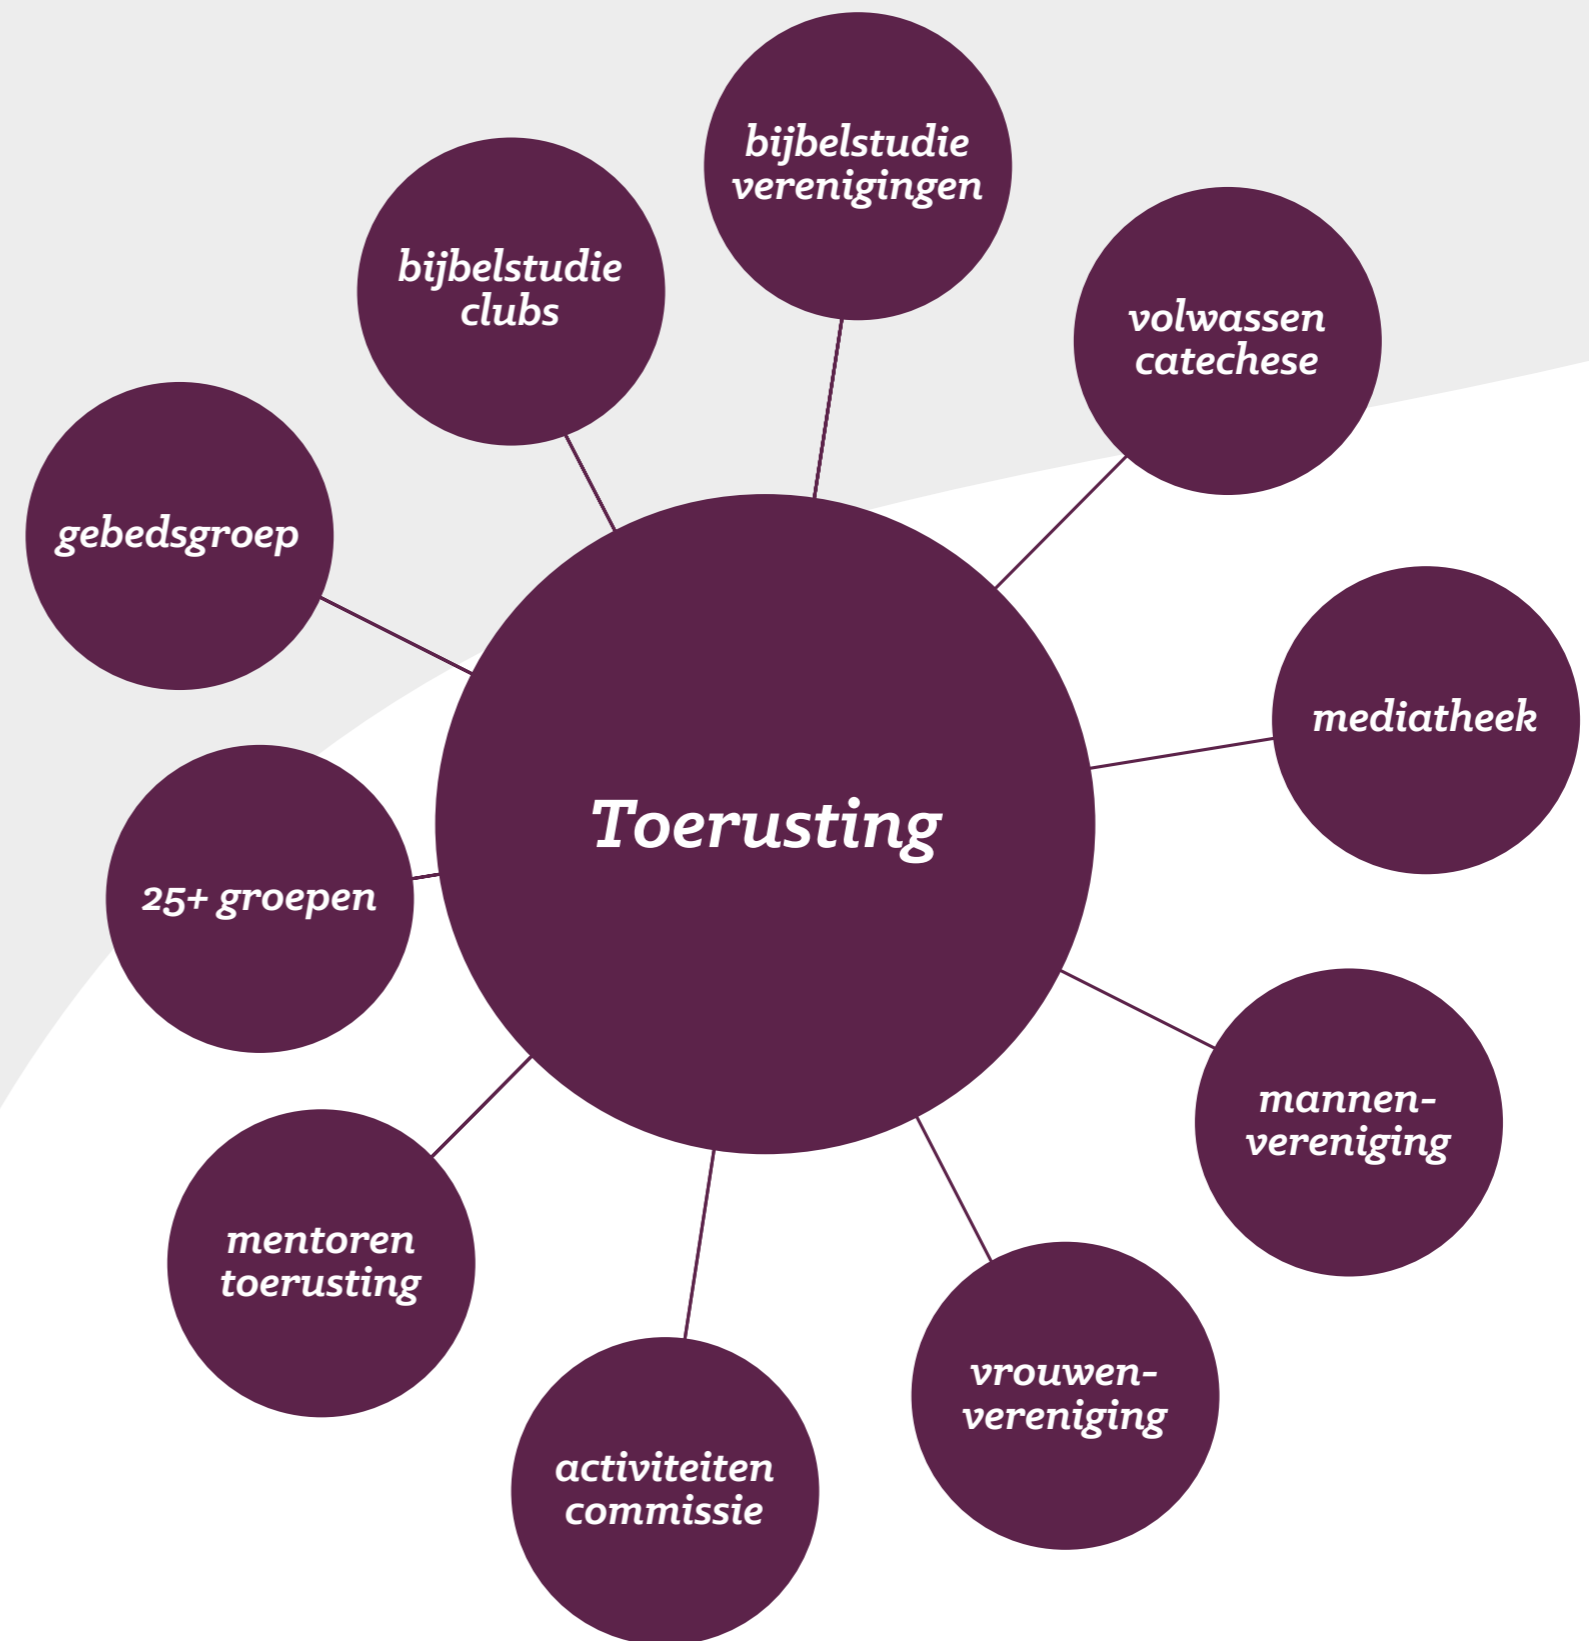 bijbelstudie
verenigingen
bijbelstudie
clubs
volwassen
catechese
gebedsgroep
mediatheek
Toerusting
25+ groepen
mannen-
vereniging
mentoren
toerusting
vrouwen-
vereniging
activiteiten
commissie